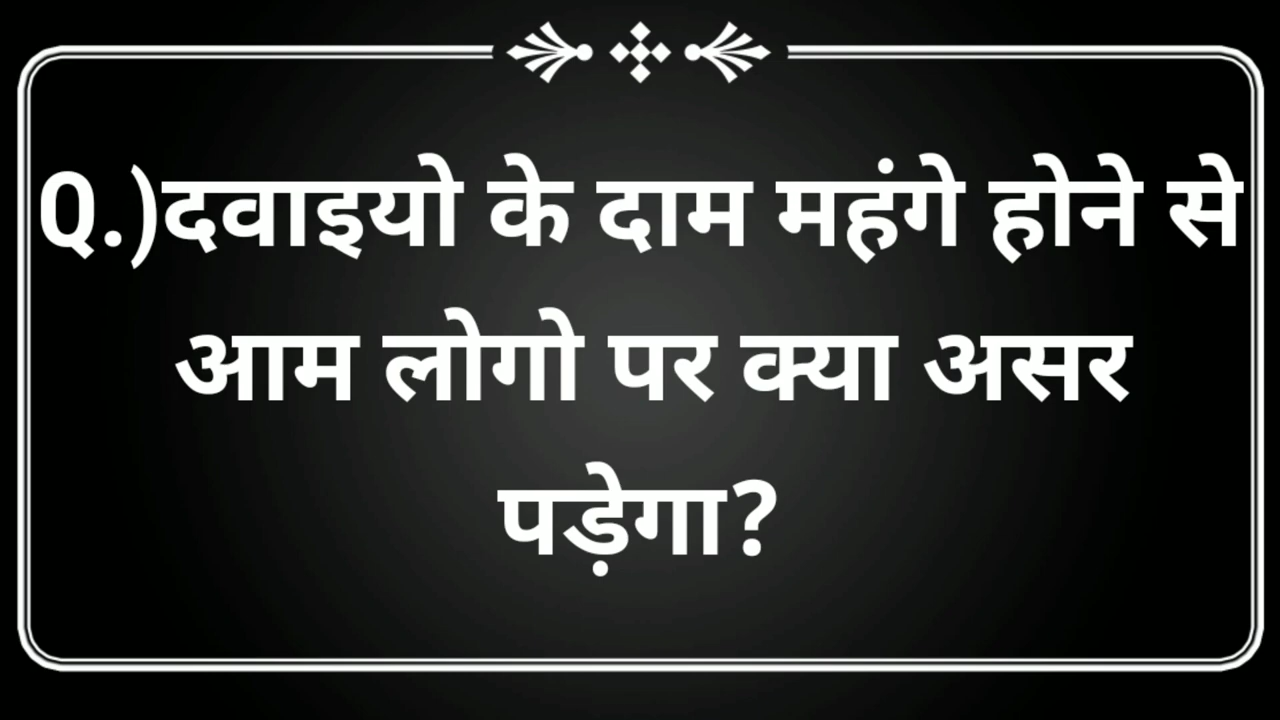 Q.)दवाइयो के दाम महंगे होने से
आम लोगो पर क्या असर
पड़ेगा?